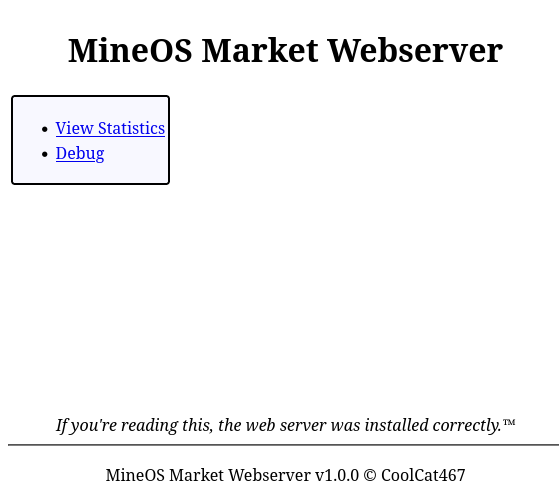 MineOS Market Webserver
View Statistics
Debug
If you're reading this, the web server was installed correctly.™
MineOS Market Webserver v1.0.0 © CoolCat467